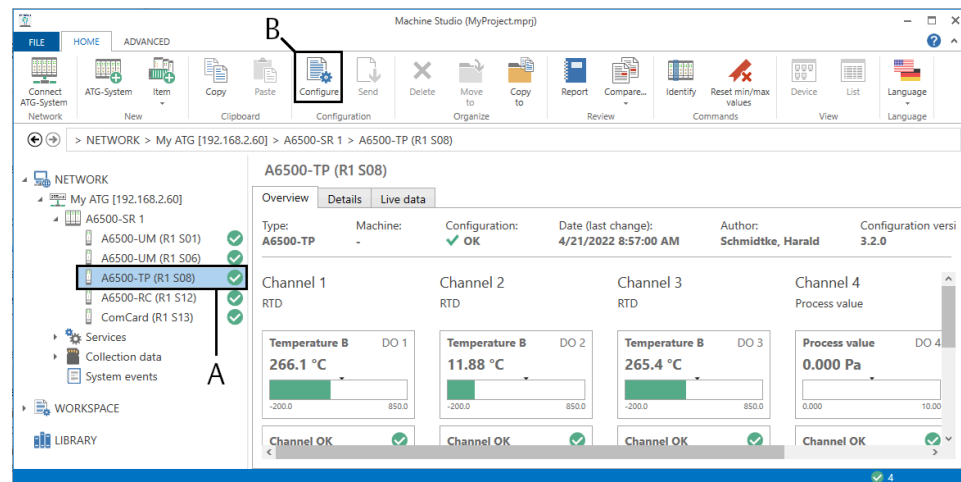 Machine Studio (MyProject.mprj)
B
FILE HOME ADVANCED
Connect ATG-System
ATG-System
Item
Copy
Paste
Configure
Send
Delete
Move to
Copy to
Report
Compare...
Identify
Reset min/max values
Device
List
Language
Network New Clipboard Configuration Organize Review Commands View Language
> NETWORK > My ATG [192.168.2.60] > A6500-SR 1 > A6500-TP (R1 S08)
NETWORK
My ATG [192.168.2.60]
A6500-SR 1
A6500-UM (R1 S01)
A6500-UM (R1 S06)
A6500-TP (R1 S08)
A6500-RC (R1 S12)
ComCard (R1 S13)
Services
Collection data
System events
A
WORKSPACE
LIBRARY
A6500-TP (R1 S08)
Overview Details Live data
Type: Machine: Configuration: Date (last change): Author: Configuration versi
A6500-TP - OK 4/21/2022 8:57:00 AM Schmidtke, Harald 3.2.0
Channel 1 Channel 2 Channel 3 Channel 4
RTD RTD RTD Process value
Temperature B DO 1 Temperature B DO 2 Temperature B DO 3 Process value DO 4
266.1 °C 11.88 °C 265.4 °C 0.000 Pa
-200.0 850.0 -200.0 850.0 -200.0 850.0 0.000 10.00
Channel OK Channel OK Channel OK Channel OK
4